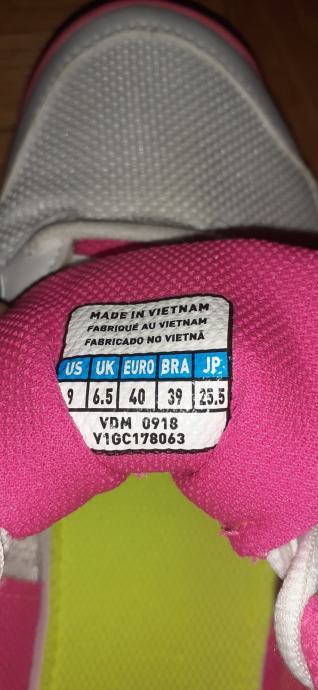 MADE IN VIETNAM
FABRIQUÉ AU VIETNAM
FABRICADO NO VIETNÃ
US UK EURO BRA JP
9 6.5 40 39 25.5
VDM 0918
V1GC178063